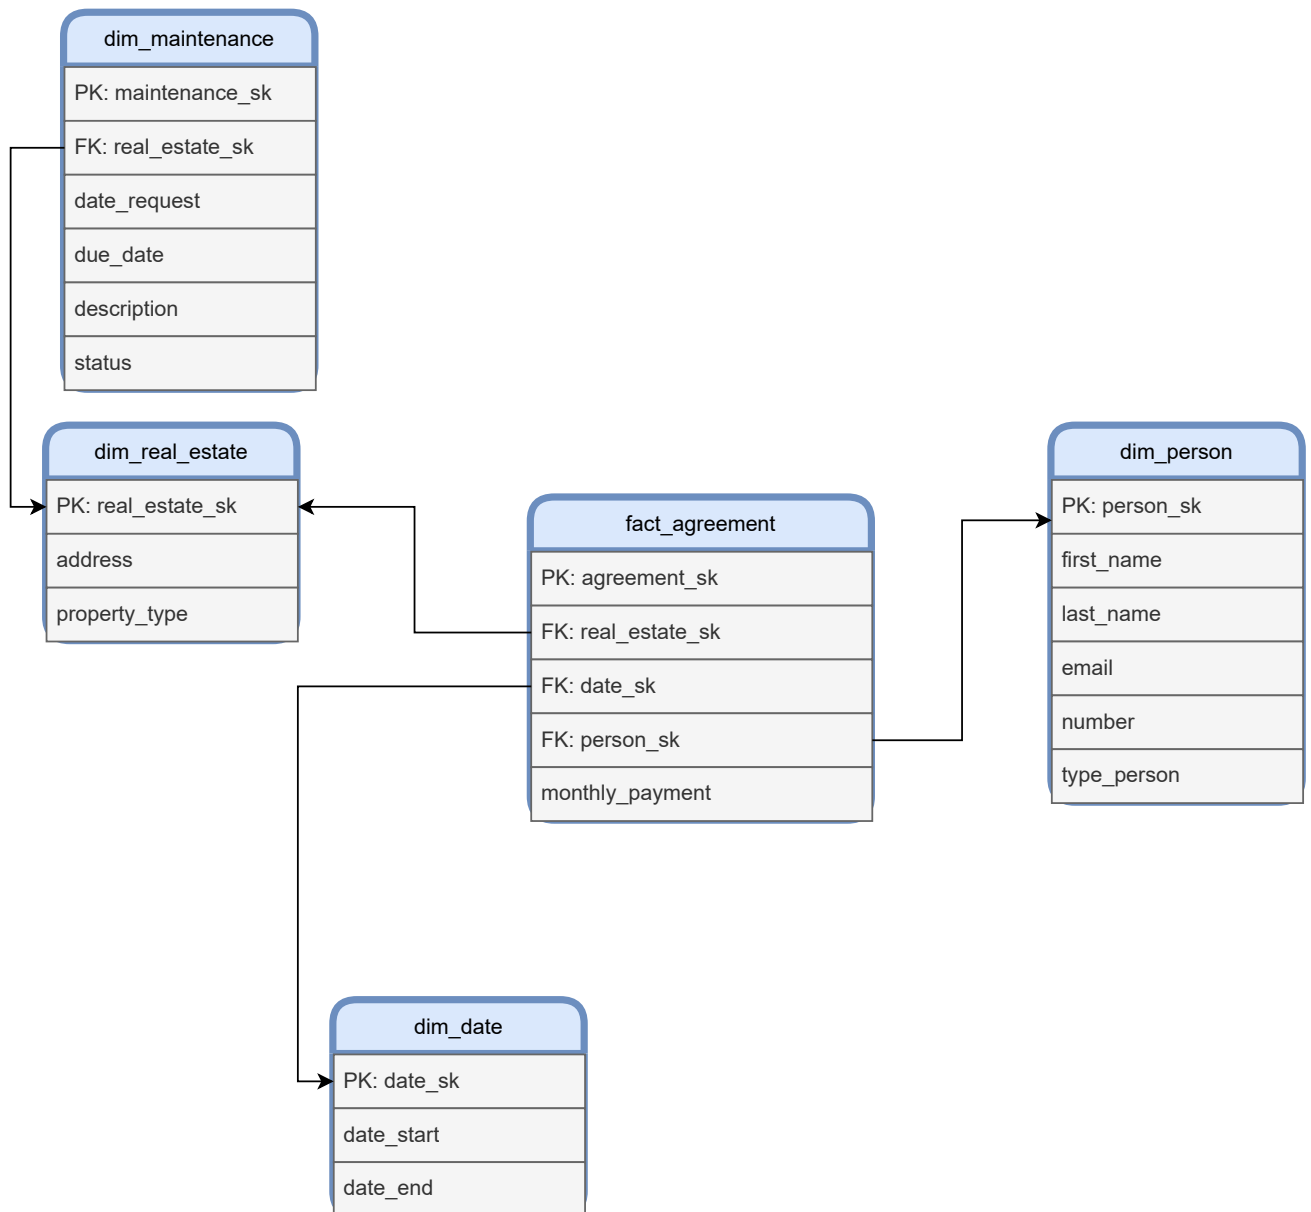 dim_maintenance
PK: maintenance_sk
FK: real_estate_sk
date_request
due_date
description
status
dim_real_estate
PK: real_estate_sk
address
property_type
fact_agreement
PK: agreement_sk
FK: real_estate_sk
FK: date_sk
FK: person_sk
monthly_payment
dim_person
PK: person_sk
first_name
last_name
email
number
type_person
dim_date
PK: date_sk
date_start
date_end